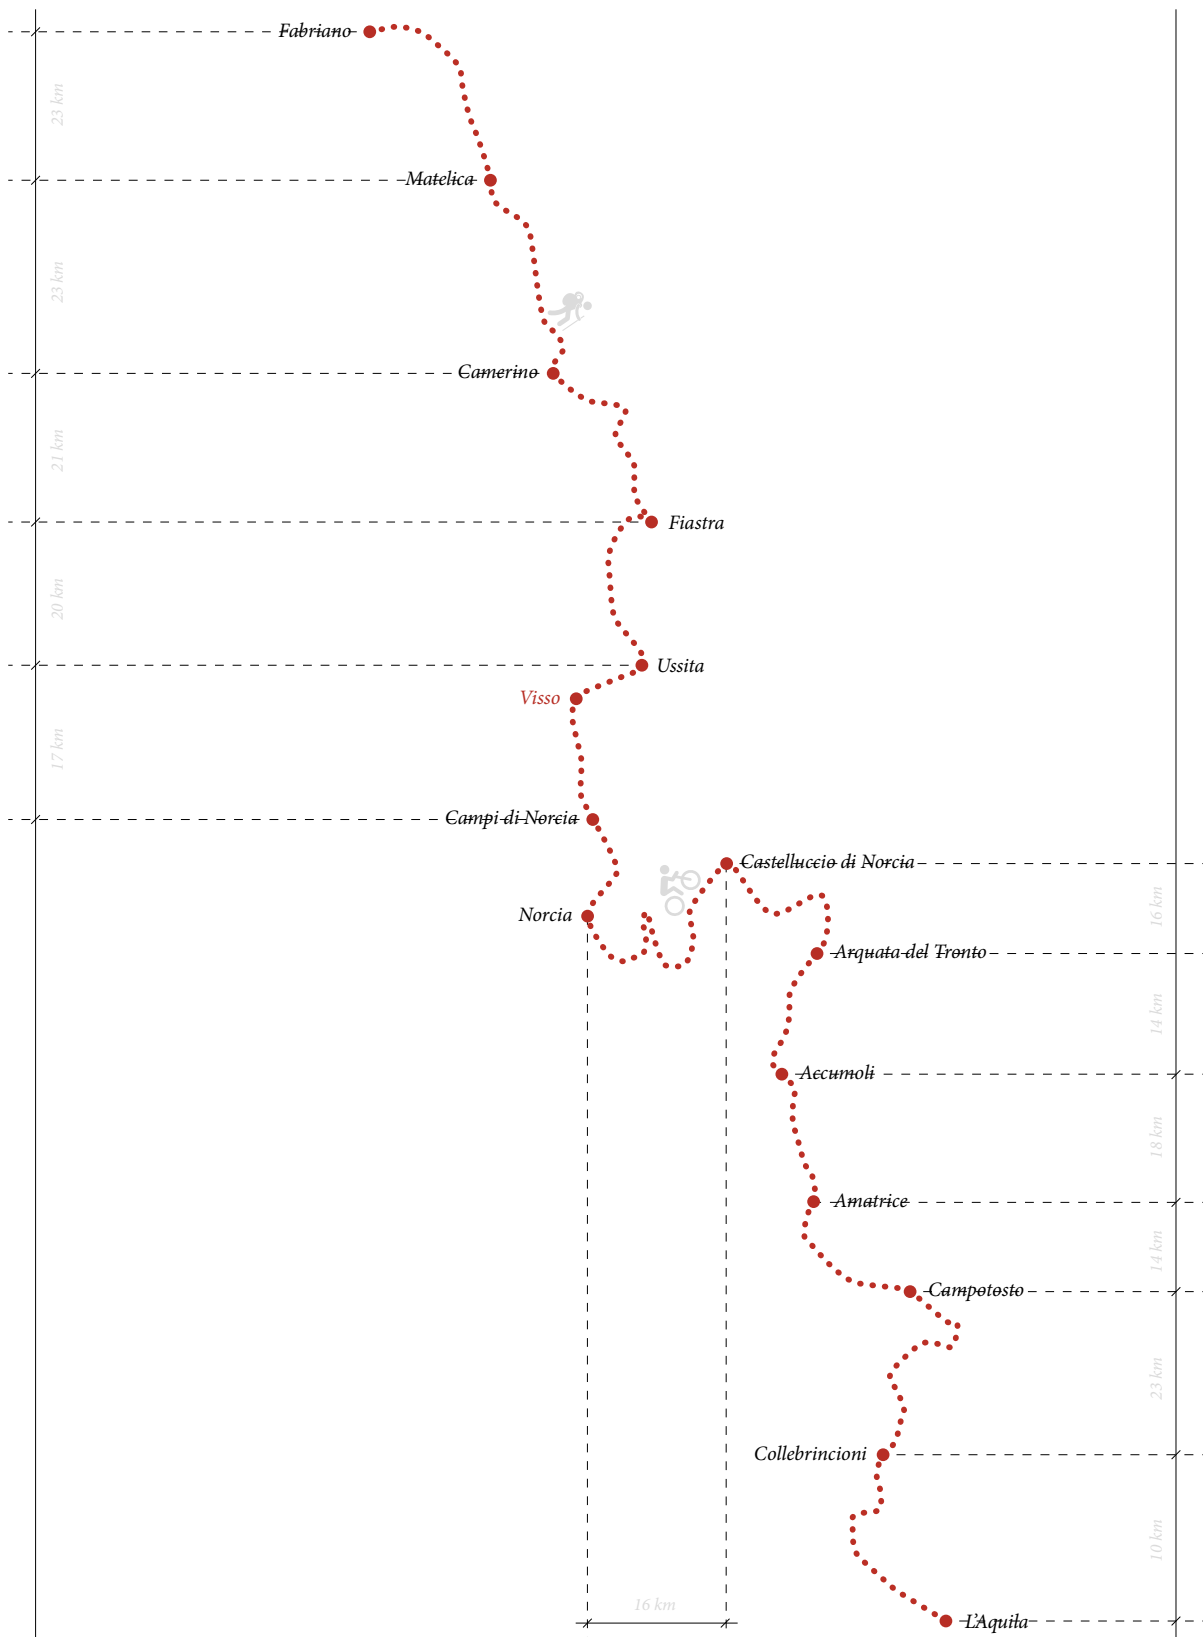 Fabriano
23 km
Matelica
23 km
Camerino
21 km
Fiastra
20 km
Ussita
Visso
17 km
Campi di Norcia
Castelluccio di Norcia
16 km
Norcia
Arquata del Tronto
14 km
Accumoli
18 km
Amatrice
14 km
Campotosto
23 km
Collebrincioni
10 km
16 km
L'Aquila